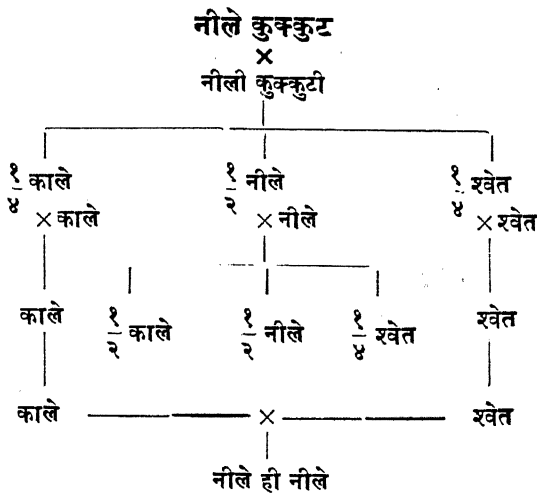 नीले कुक्कुट
×
नीली कुक्कुटी
१/४ काले १/२ नीले १/४ श्वेत
× काले × नीले × श्वेत
काले १/२ काले १/२ नीले १/४ श्वेत श्वेत
काले × श्वेत
नीले ही नीले